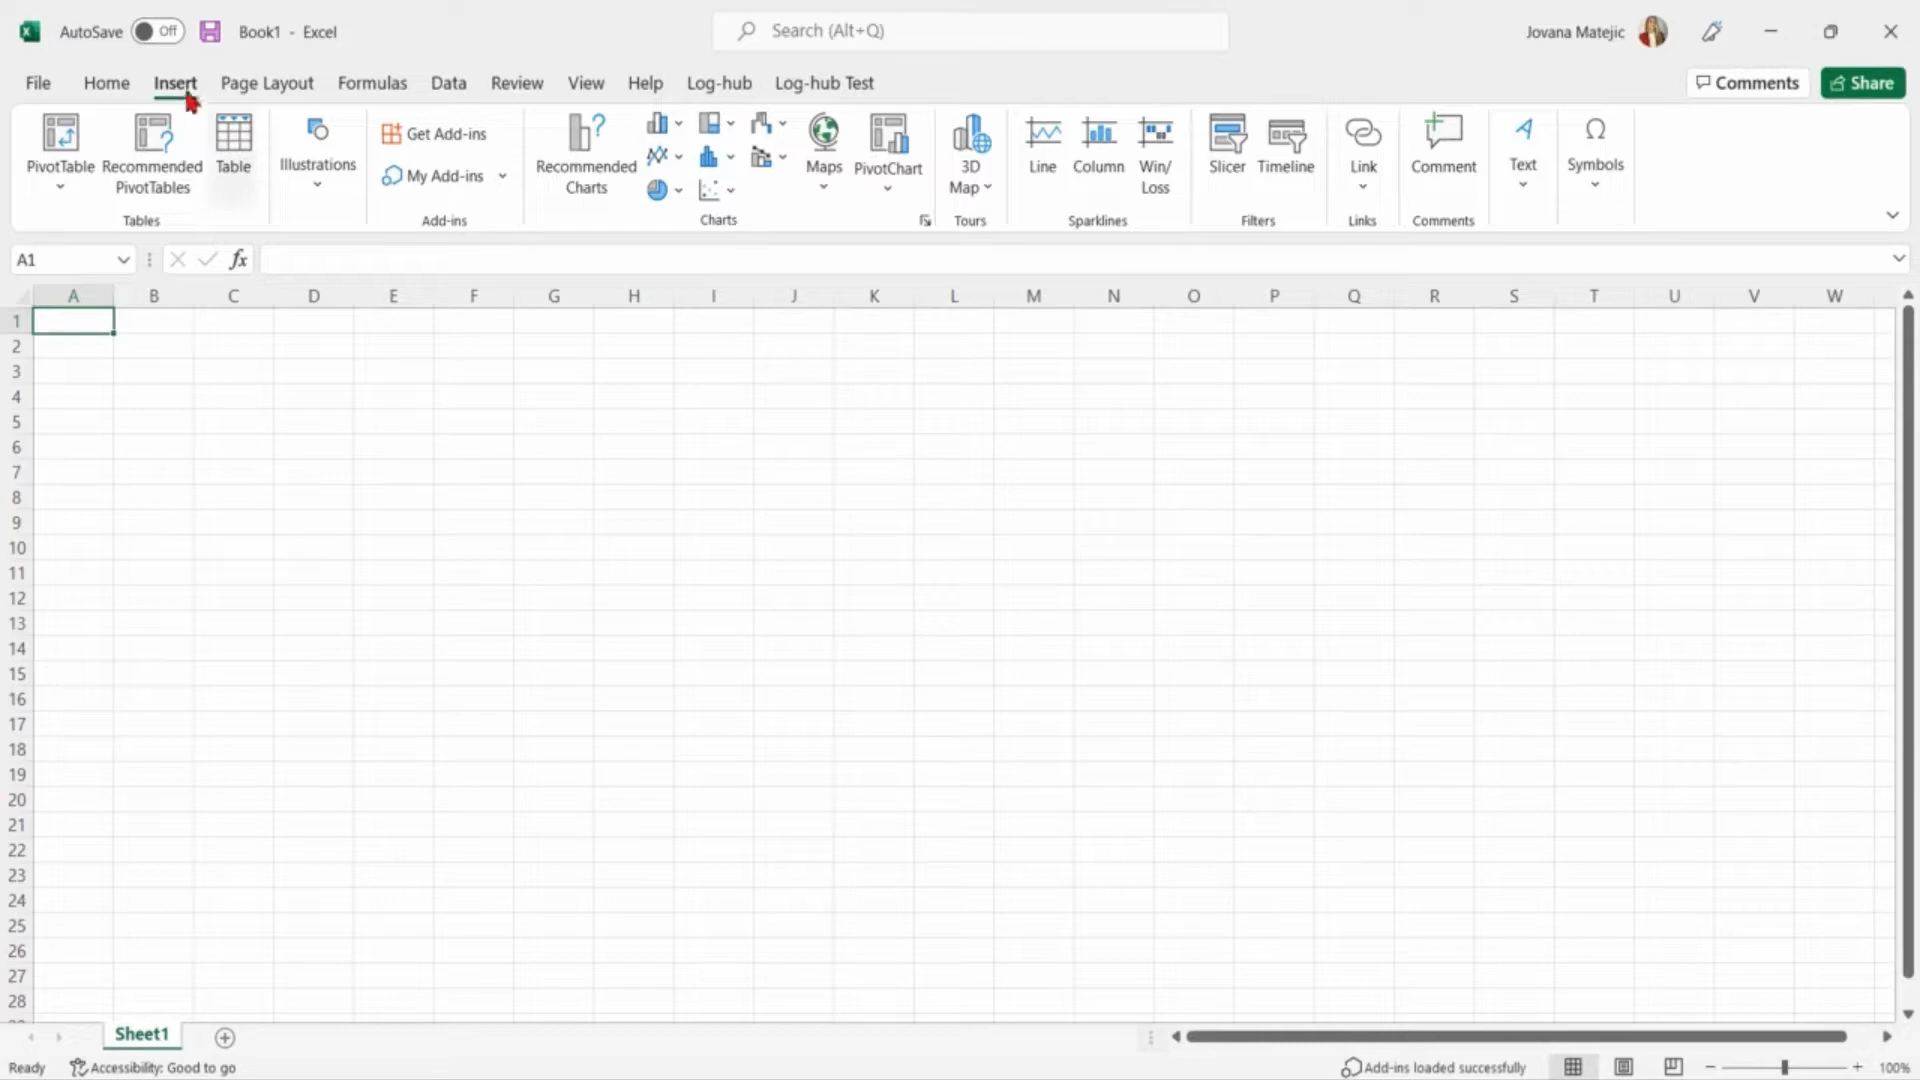 AutoSave Off Book1 - Excel Search (Alt+Q) Jovana Matejic
File Home Insert Page Layout Formulas Data Review View Help Log-hub Log-hub Test Comments Share
PivotTable
Recommended
PivotTables
Table
Tables
Illustrations
Get Add-ins
My Add-ins
Add-ins
Recommended
Charts
Maps
PivotChart
Charts
3D
Map
Tours
Line
Column
Win/
Loss
Sparklines
Slicer
Timeline
Filters
Link
Links
Comment
Comments
Text
Symbols
A1 fx
A B C D E F G H I J K L M N O P Q R S T U V W
1
2
3
4
5
6
7
8
9
10
11
12
13
14
15
16
17
18
19
20
21
22
23
24
25
26
27
28
Sheet1
Ready Accessibility: Good to go Add-ins loaded successfully 100%